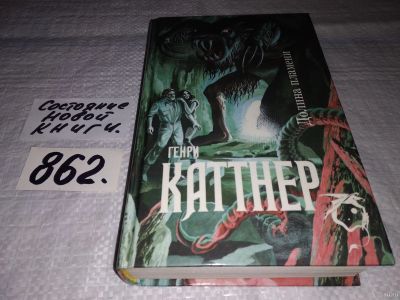 Состояние
новой
книги.
862.
Долина пламени
ГЕНРИ
КАТТНЕР